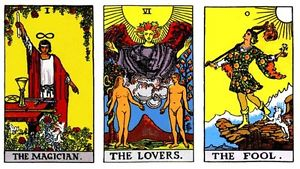 I
THE MAGICIAN.
VI
THE LOVERS.
0
THE FOOL.